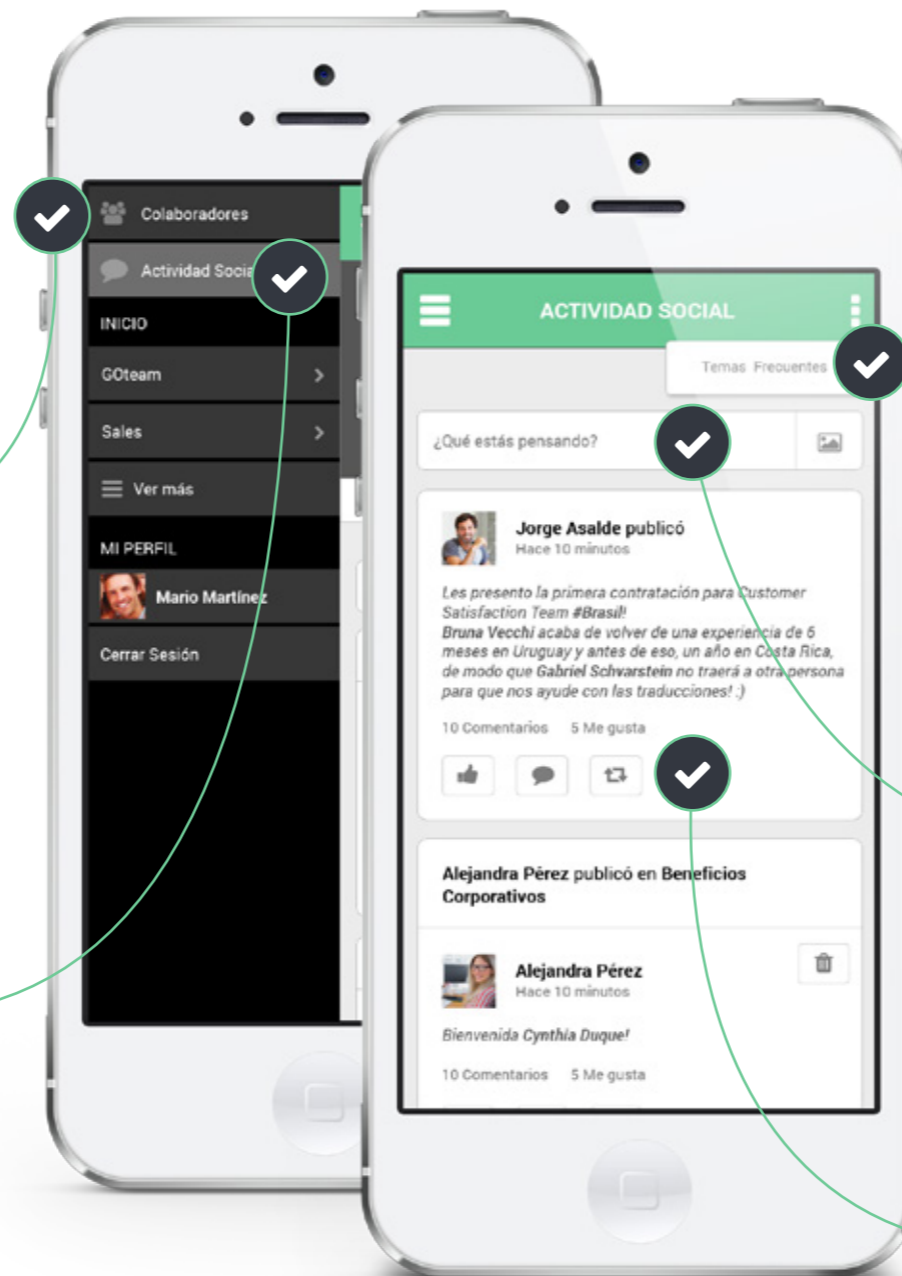 Colaboradores
Actividad Socia
INICIO
GOteam
Sales
Ver más
MI PERFIL
Mario Martínez
Cerrar Sesión
ACTIVIDAD SOCIAL
Temas Frecuentes
¿Qué estás pensando?
Jorge Asalde publicó
Hace 10 minutos
Les presento la primera contratación para Customer
Satisfaction Team #Brasil!
Bruna Vecchi acaba de volver de una experiencia de 6
meses en Uruguay y antes de eso, un año en Costa Rica,
de modo que Gabriel Schvarstein no traerá a otra persona
para que nos ayude con las traducciones! :)
10 Comentarios 5 Me gusta
Alejandra Pérez publicó en Beneficios
Corporativos
Alejandra Pérez
Hace 10 minutos
Bienvenida Cynthia Duque!
10 Comentarios 5 Me gusta